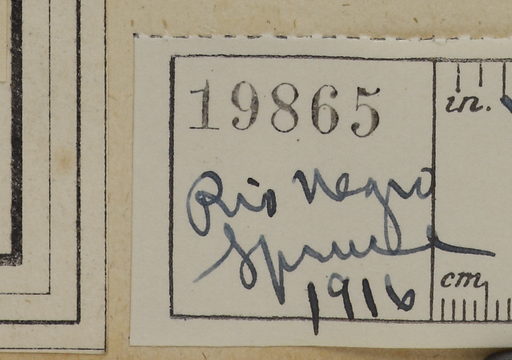 19865
in.
Rio Negro
Spruce
1916
cm